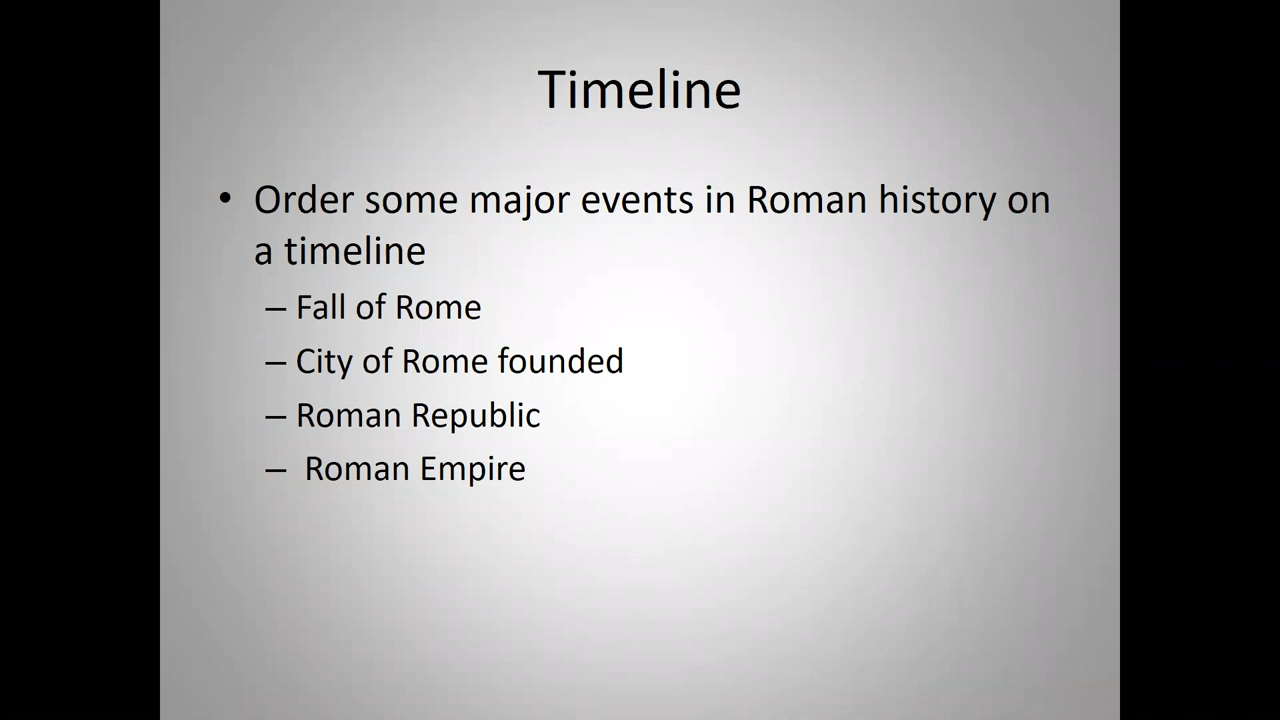 Timeline
• Order some major events in Roman history on
a timeline
– Fall of Rome
– City of Rome founded
– Roman Republic
– Roman Empire